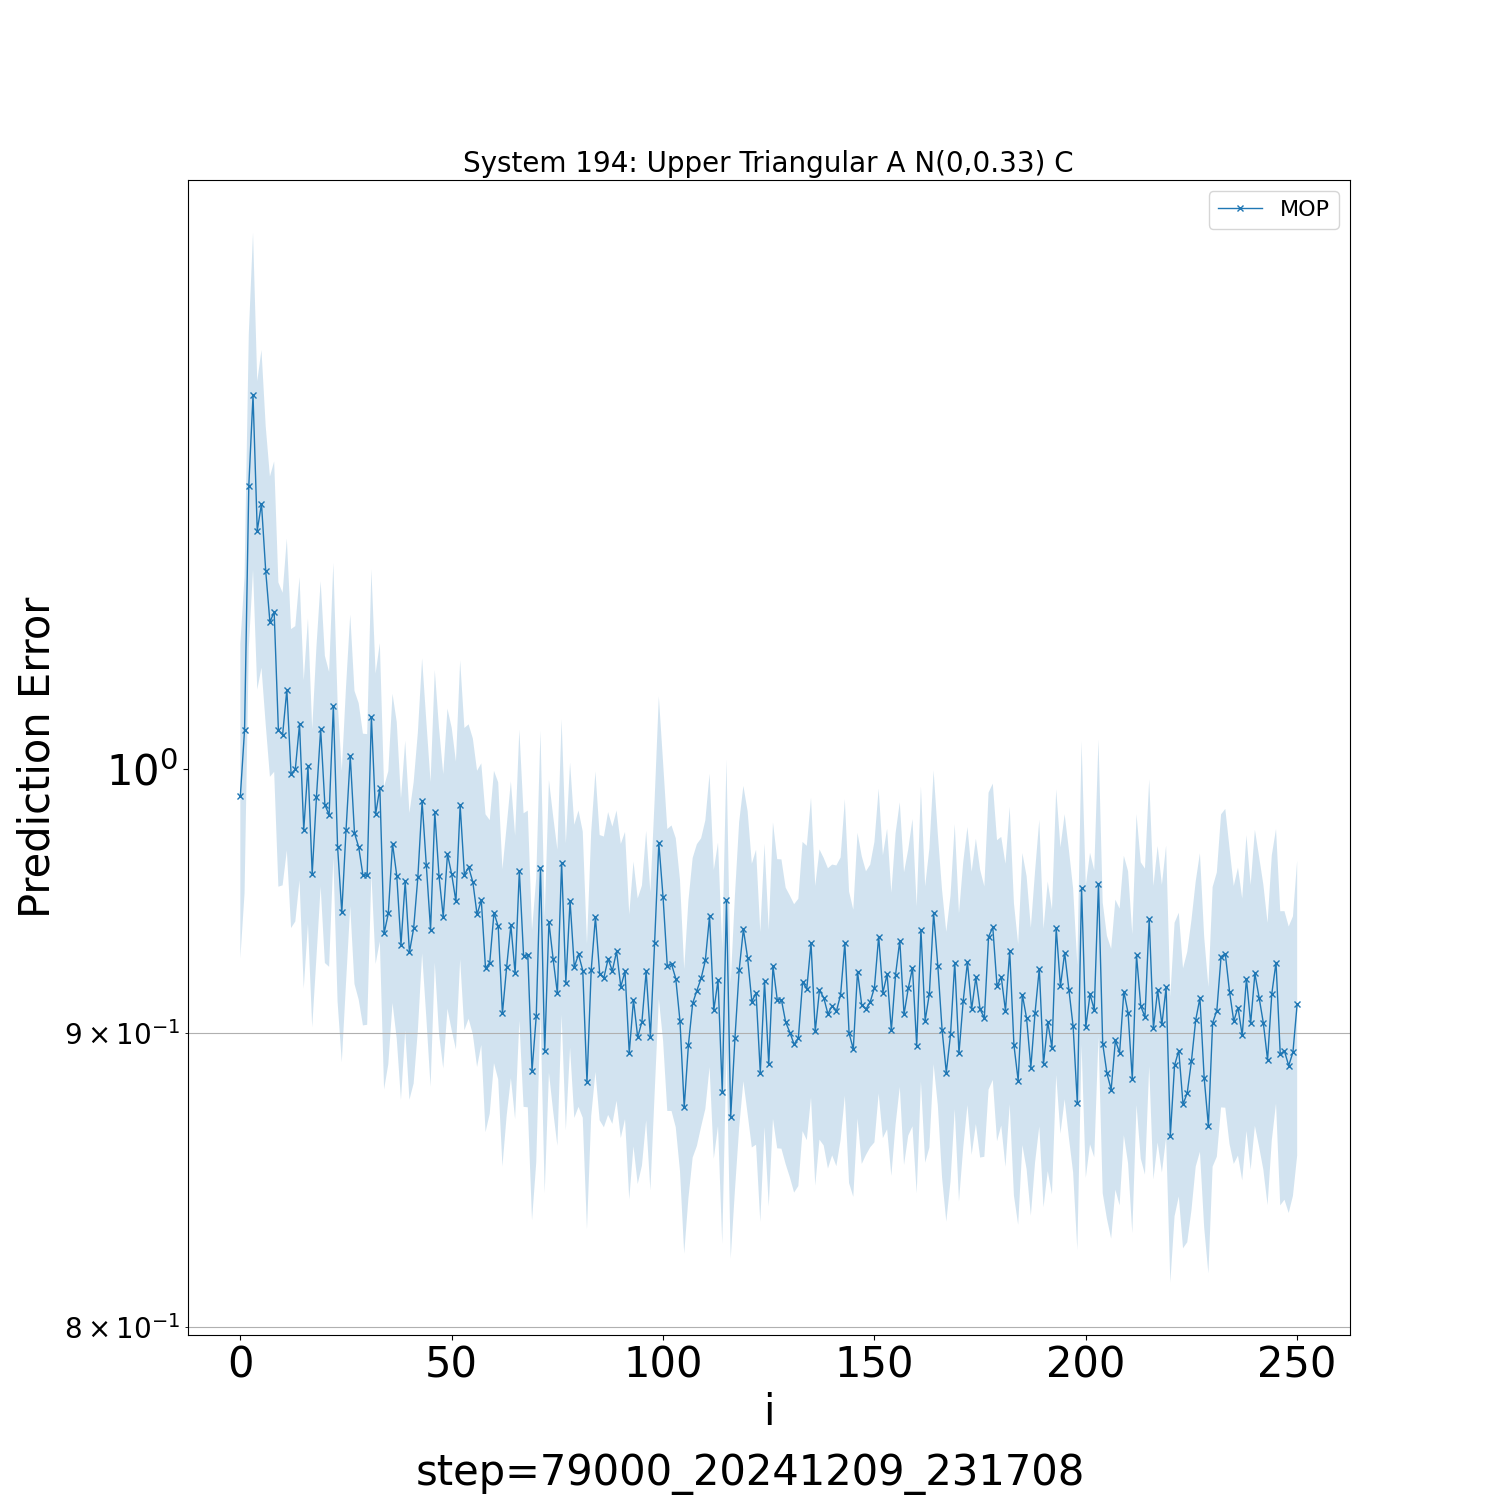 System 194: Upper Triangular A N(0,0.33) C
MOP
Prediction Error
10⁰
9 × 10⁻¹
8 × 10⁻¹
0 50 100 150 200 250
i
step=79000_20241209_231708